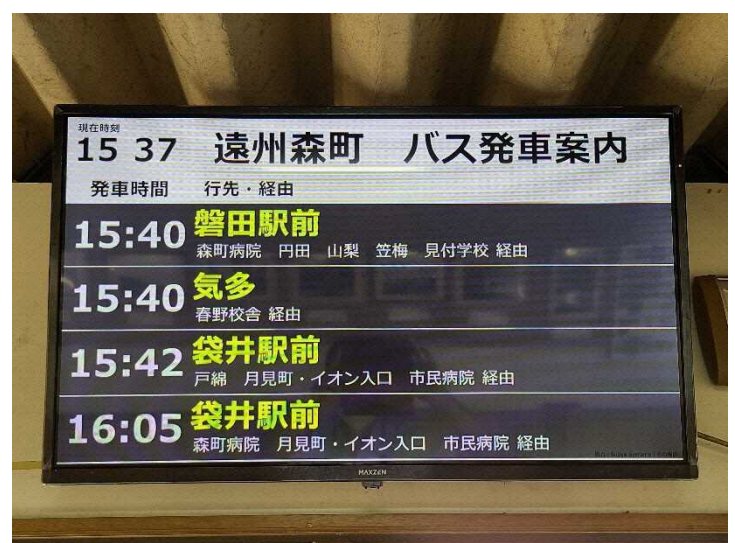 現在時刻
15 37 遠州森町 バス発車案内
発車時間 行先・経由
15:40 磐田駅前
森町病院 円田 山梨 笠梅 見付学校 経由
15:40 気多
春野校舎 経由
15:42 袋井駅前
戸綿 月見町・イオン入口 市民病院 経由
16:05 袋井駅前
森町病院 月見町・イオン入口 市民病院 経由
MAXZEN